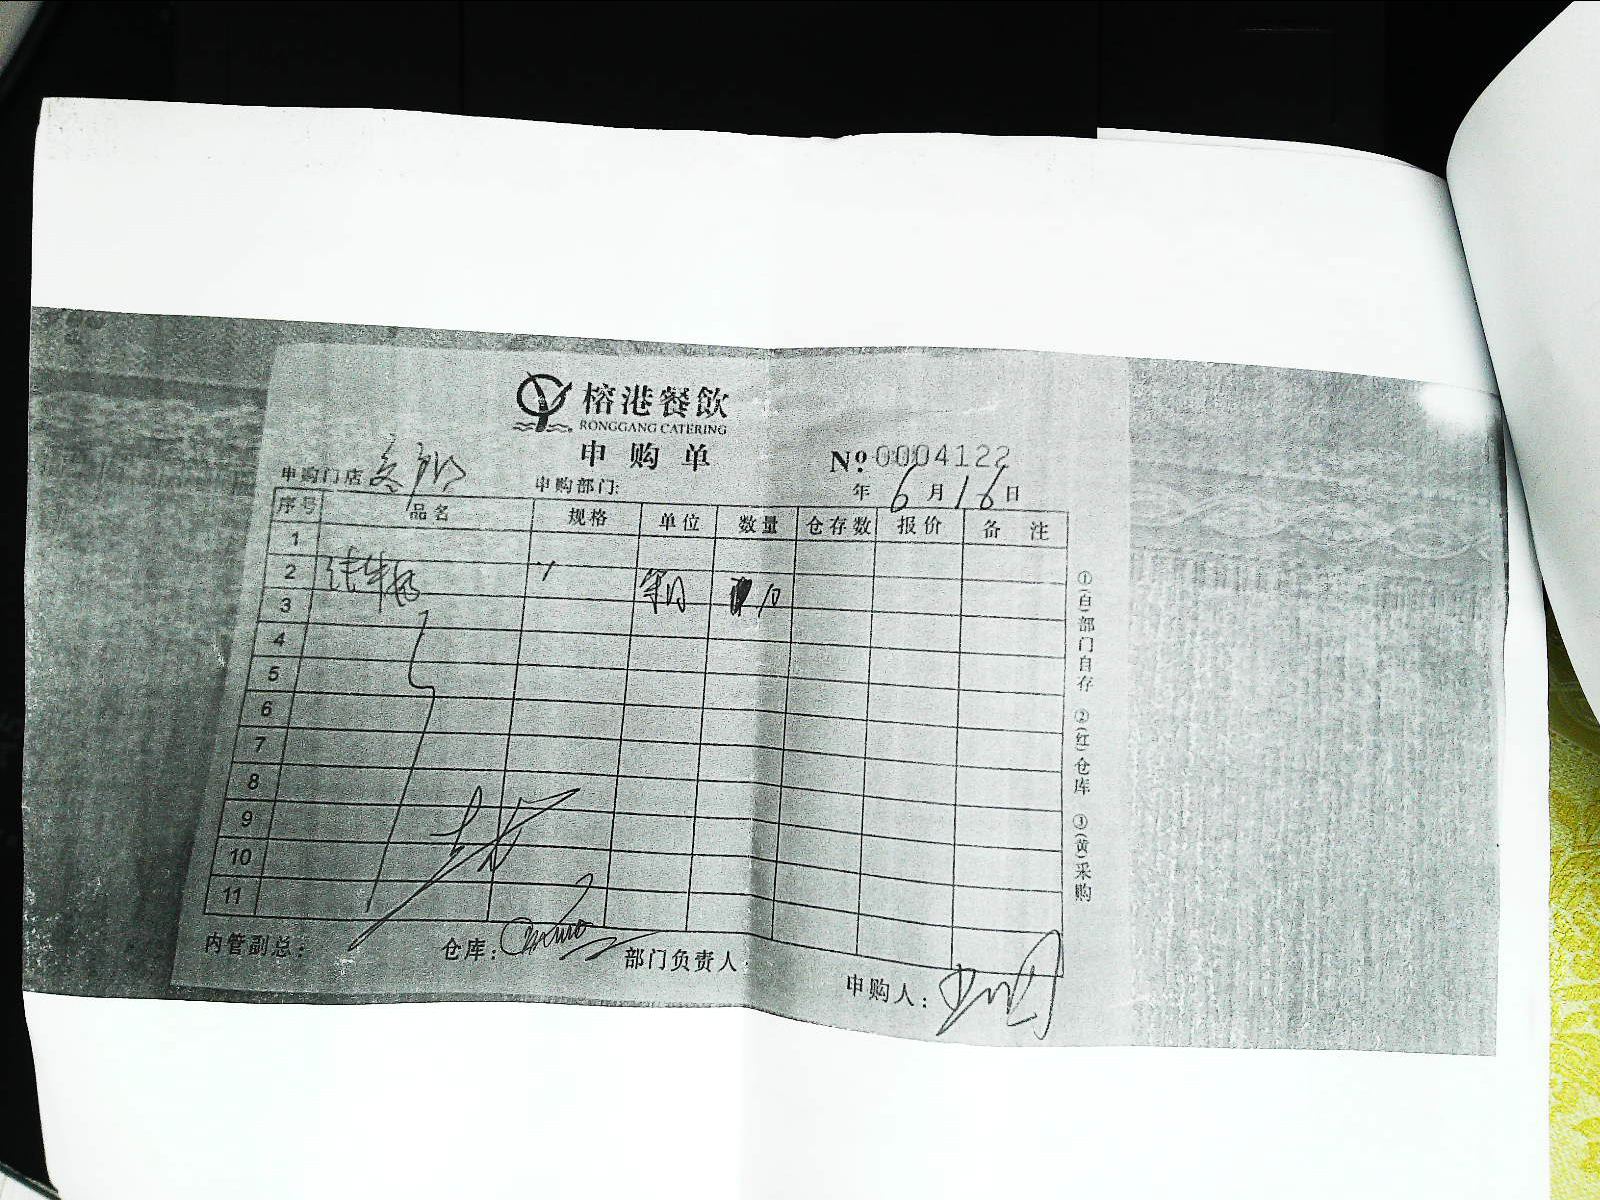 榕港餐飲
RONGGANG CATERING
申购单
№ 0004122
申购门店
申购部门:
年 6 月 16 日
序号 品名 规格 单位 数量 仓存数 报价 备注
1
2
3
4
5
6
7
8
9
10
11
内管副总:
仓库:
部门负责人:
申购人:
①(白)部门自存 ②(红)仓库 ③(黄)采购